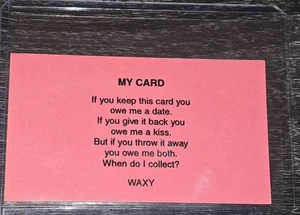 MY CARD
If you keep this card you
owe me a date.
If you give it back you
owe me a kiss.
But if you throw it away
you owe me both.
When do I collect?
WAXY